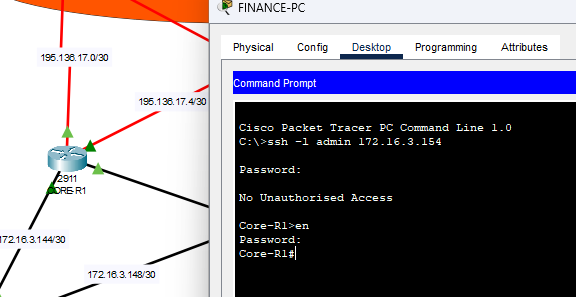 FINANCE-PC
Physical Config Desktop Programming Attributes
Command Prompt
Cisco Packet Tracer PC Command Line 1.0
C:\>ssh -l admin 172.16.3.154
Password:
No Unauthorised Access
Core-R1>en
Password:
Core-R1#
195.136.17.0/30
195.136.17.4/30
2911
CORE-R1
172.16.3.144/30
172.16.3.148/30